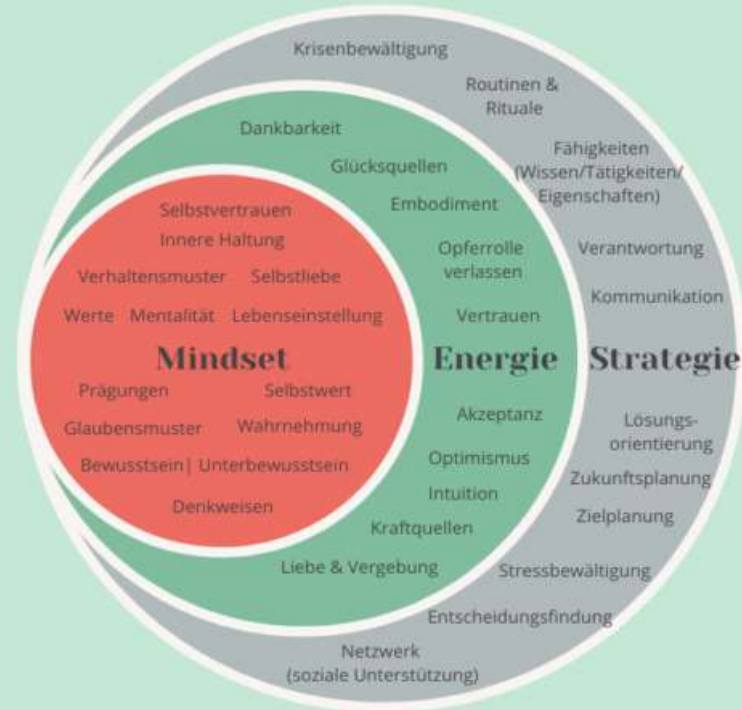 Krisenbewältigung
Routinen &
Rituale
Dankbarkeit
Fähigkeiten
(Wissen/Tätigkeiten/
Eigenschaften)
Glücksquellen
Embodiment
Selbstvertrauen
Innere Haltung
Opferrolle
verlassen
Verantwortung
Verhaltensmuster Selbstliebe
Kommunikation
Werte Mentalität Lebenseinstellung
Vertrauen
Mindset Energie Strategie
Prägungen Selbstwert
Akzeptanz
Lösungs-
orientierung
Glaubensmuster Wahrnehmung
Optimismus
Bewusstsein| Unterbewusstsein
Zukunftsplanung
Intuition
Denkweisen
Zielplanung
Kraftquellen
Liebe & Vergebung
Stressbewältigung
Entscheidungsfindung
Netzwerk
(soziale Unterstützung)